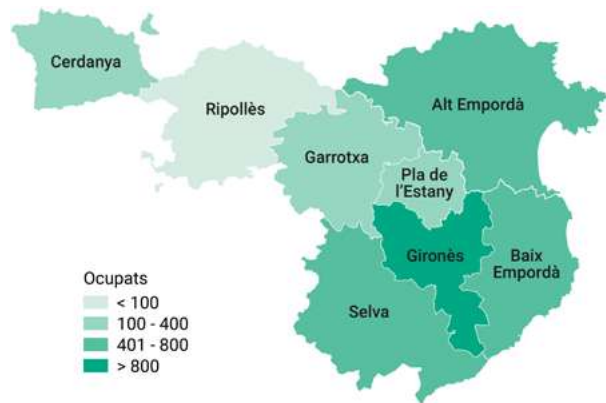 Cerdanya
Ripollès
Alt Empordà
Garrotxa
Pla de
l'Estany
Gironès
Baix
Empordà
Selva
Ocupats
< 100
100 - 400
401 - 800
> 800